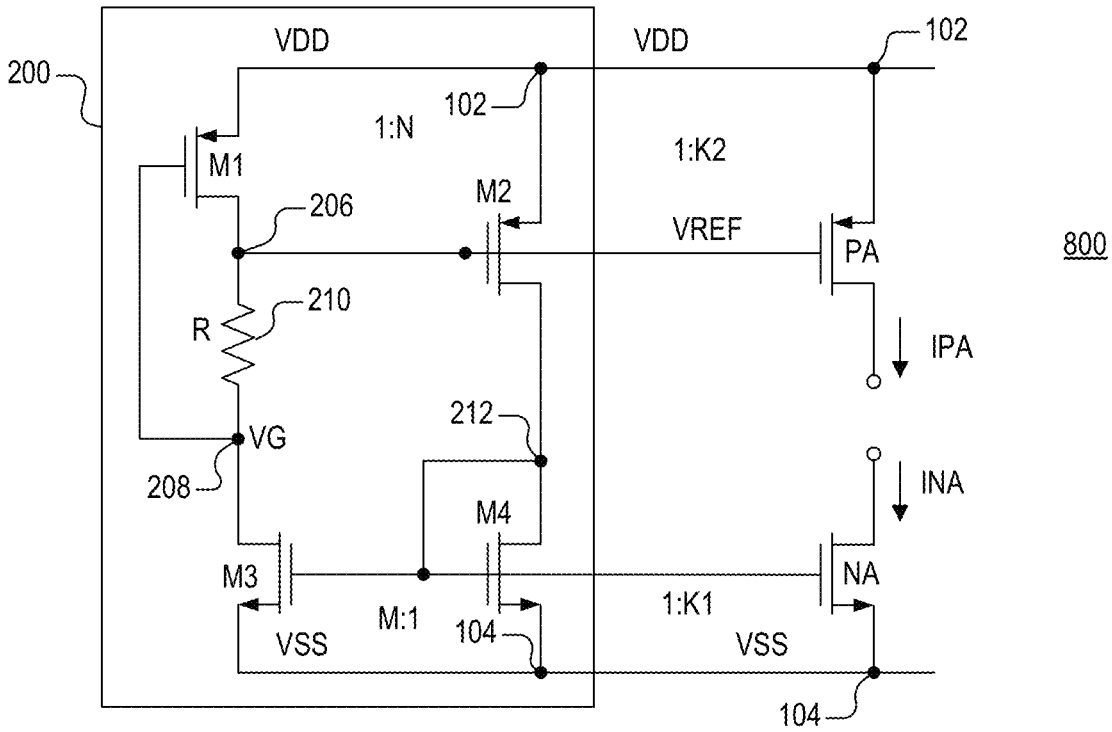 VDD
VDD
102
200
102
1:N
M1
1:K2
M2
206
VREF
PA
800
210
R
IPA
212
VG
208
INA
M4
M3
NA
M:1
1:K1
104
VSS
VSS
104